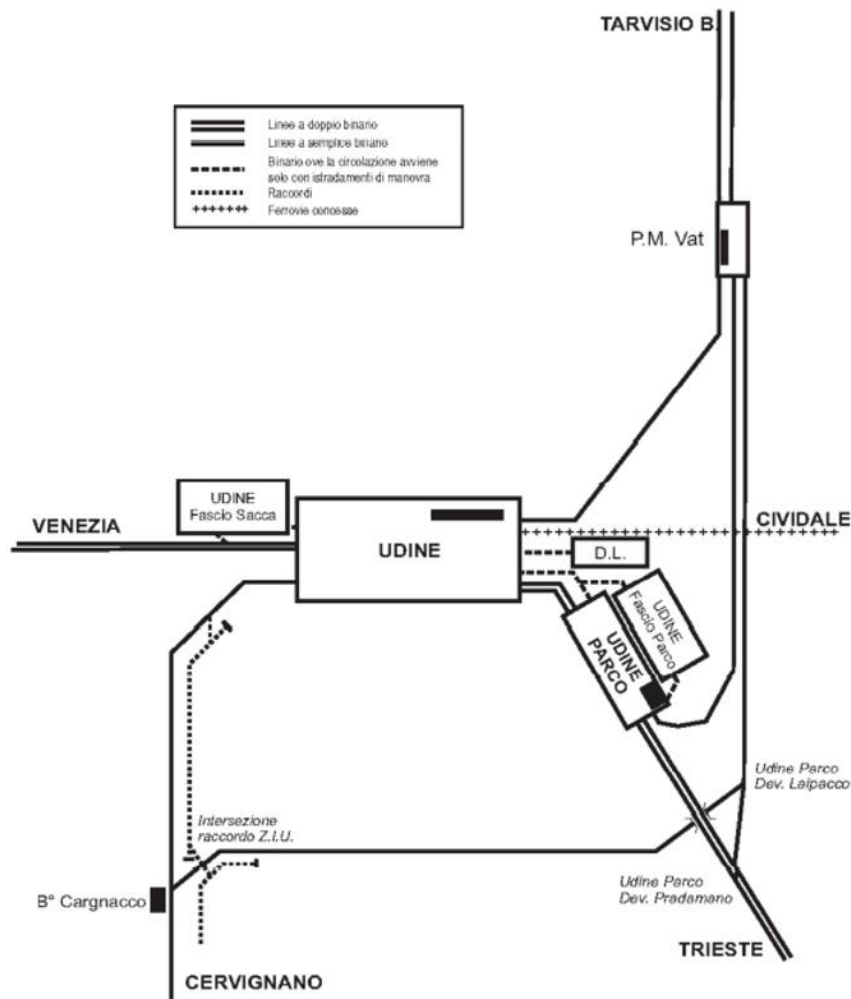 TARVISIO B.
Linee a doppio binario
Linee a semplice binario
Binario ove la circolazione avviene
solo con istradamenti di manovra
Raccordi
Ferrovie concesse
P.M. Vat
UDINE
Fascio Sacca
VENEZIA
UDINE
CIVIDALE
D.L.
UDINE
Fascio Parco
UDINE
PARCO
Udine Parco
Dev. Laipacco
Intersezione
raccordo Z.I.U.
Udine Parco
Dev. Pradamano
B° Cargnacco
TRIESTE
CERVIGNANO